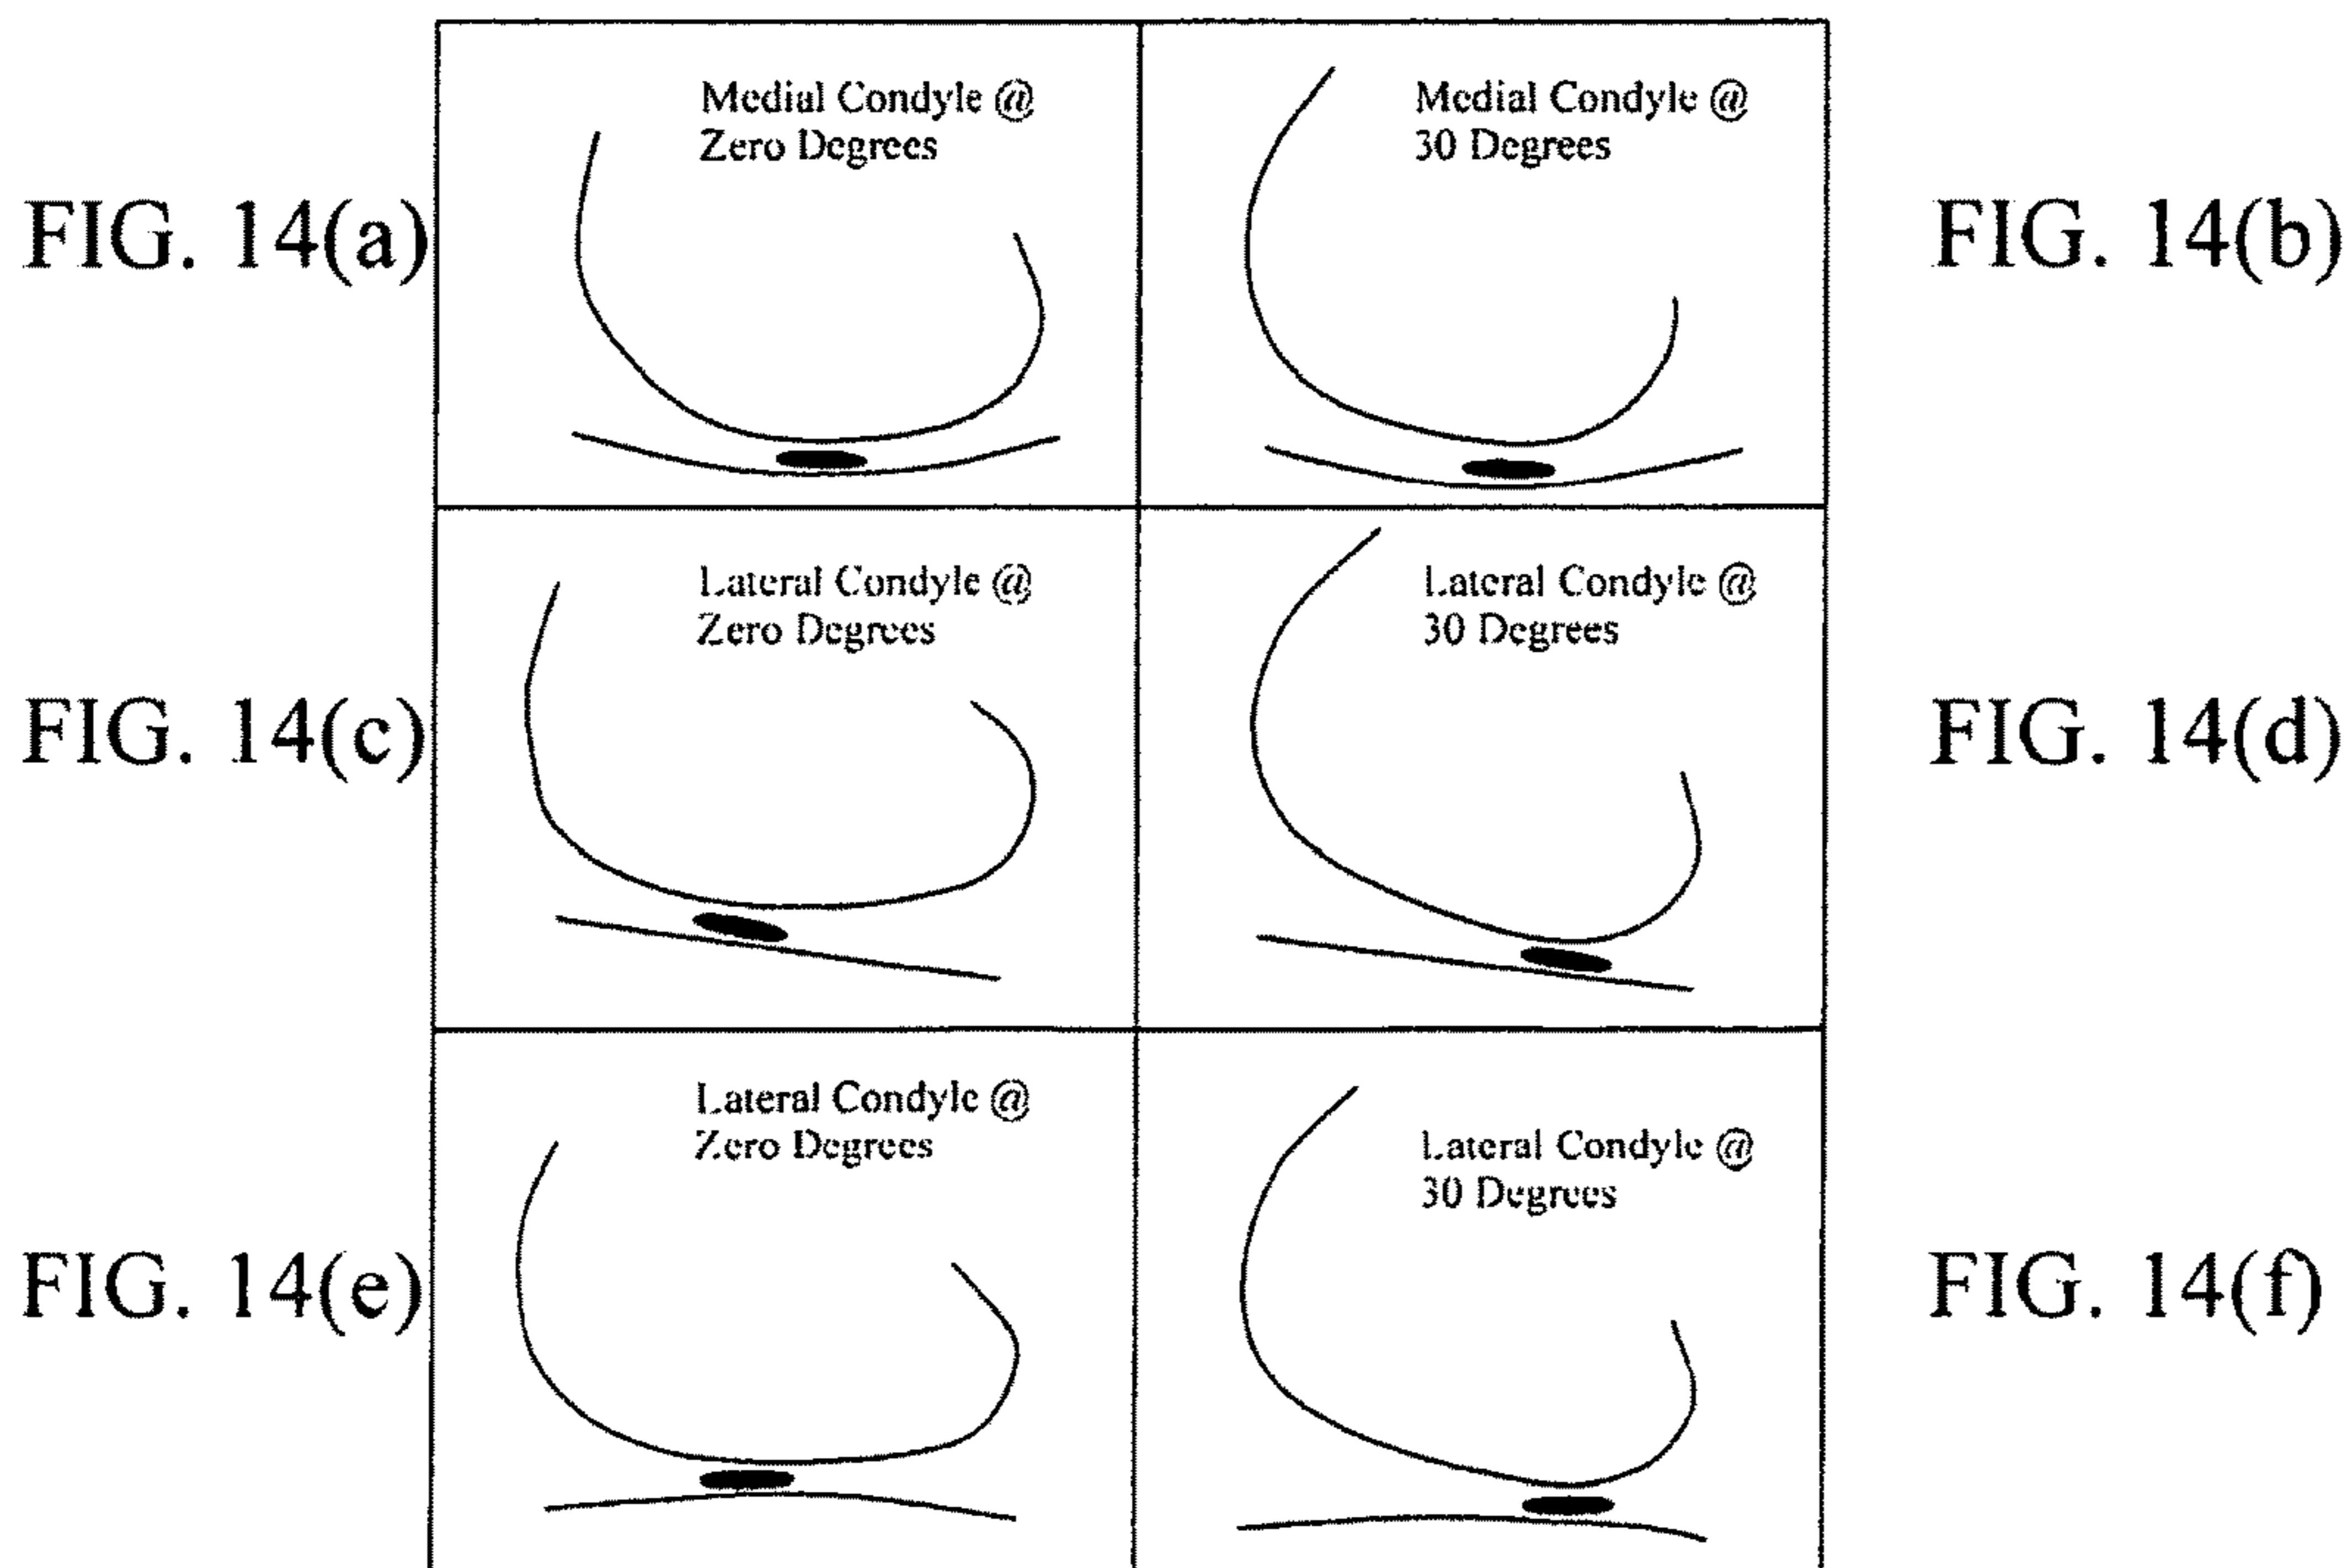 FIG. 14(a)
Medial Condyle @
Zero Degrees
Medial Condyle @
30 Degrees
FIG. 14(b)
FIG. 14(c)
Lateral Condyle @
Zero Degrees
Lateral Condyle @
30 Degrees
FIG. 14(d)
FIG. 14(e)
Lateral Condyle @
Zero Degrees
Lateral Condyle @
30 Degrees
FIG. 14(f)